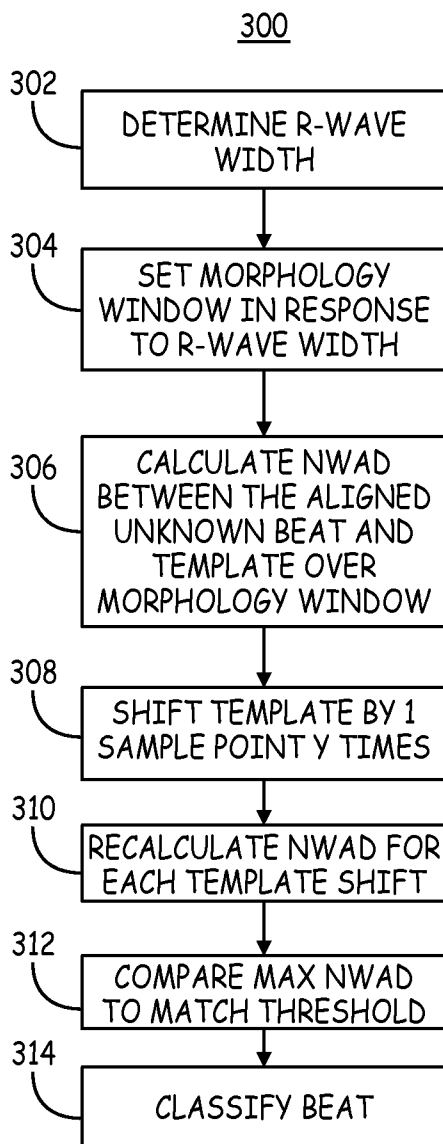 300
302
DETERMINE R-WAVE
WIDTH
304
SET MORPHOLOGY
WINDOW IN RESPONSE
TO R-WAVE WIDTH
306
CALCULATE NWAD
BETWEEN THE ALIGNED
UNKNOWN BEAT AND
TEMPLATE OVER
MORPHOLOGY WINDOW
308
SHIFT TEMPLATE BY 1
SAMPLE POINT Y TIMES
310
RECALCULATE NWAD FOR
EACH TEMPLATE SHIFT
312
COMPARE MAX NWAD
TO MATCH THRESHOLD
314
CLASSIFY BEAT